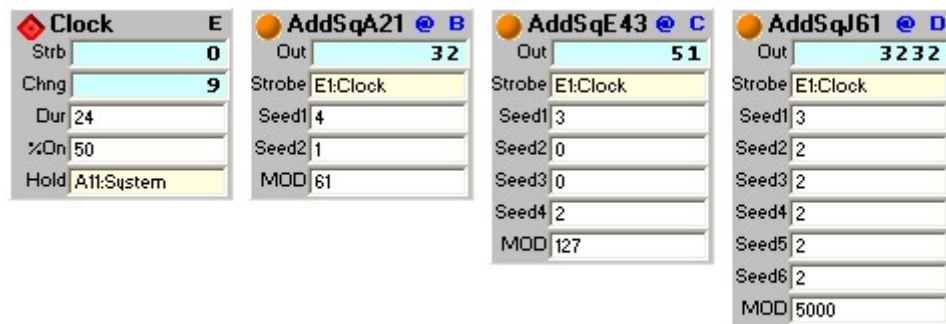 Clock E
Strb 0
Chng 9
Dur 24
%On 50
Hold A11:System
AddSqA21 @ B
Out 32
Strobe E1:Clock
Seed1 4
Seed2 1
MOD 61
AddSqE43 @ C
Out 51
Strobe E1:Clock
Seed1 3
Seed2 0
Seed3 0
Seed4 2
MOD 127
AddSqJ61 @ D
Out 3232
Strobe E1:Clock
Seed1 3
Seed2 2
Seed3 2
Seed4 2
Seed5 2
Seed6 2
MOD 5000